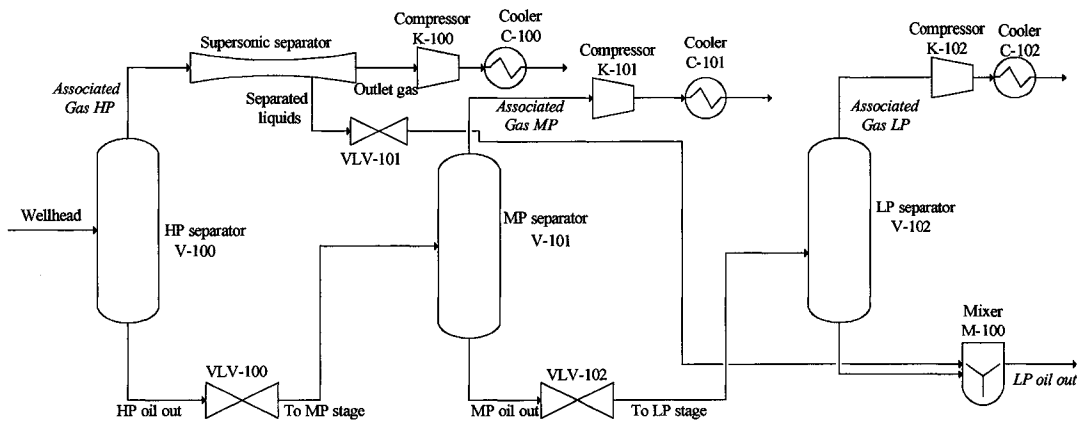 Compressor
K-100
Cooler
C-100
Supersonic separator
Compressor
K-101
Cooler
C-101
Compressor
K-102
Cooler
C-102
Associated
Gas HP
Separated
liquids
Outlet gas
Associated
Gas MP
Associated
Gas LP
VLV-101
Wellhead
HP separator
V-100
MP separator
V-101
LP separator
V-102
Mixer
M-100
VLV-100
VLV-102
HP oil out
To MP stage
MP oil out
To LP stage
LP oil out